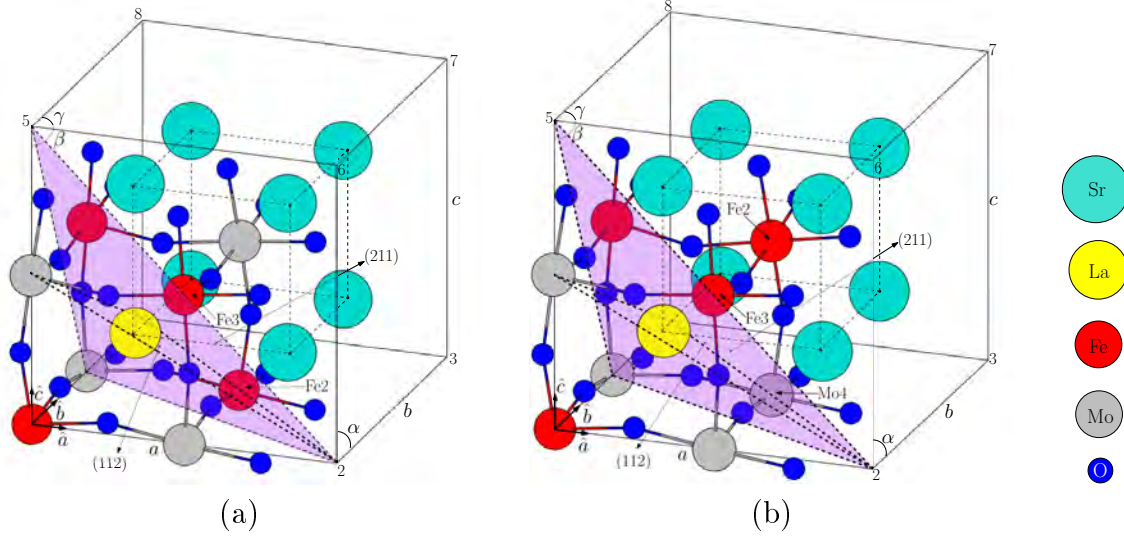 8
7
5
γ
β
6
c
(211)
Fe3
Fe2
3
ĉ
b̂
â
b
a
α
(112)
2
(a)
8
7
5
γ
β
6
Fe2
c
(211)
Fe3
3
Mo4
ĉ
b̂
â
b
a
α
(112)
2
(b)
Sr
La
Fe
Mo
O